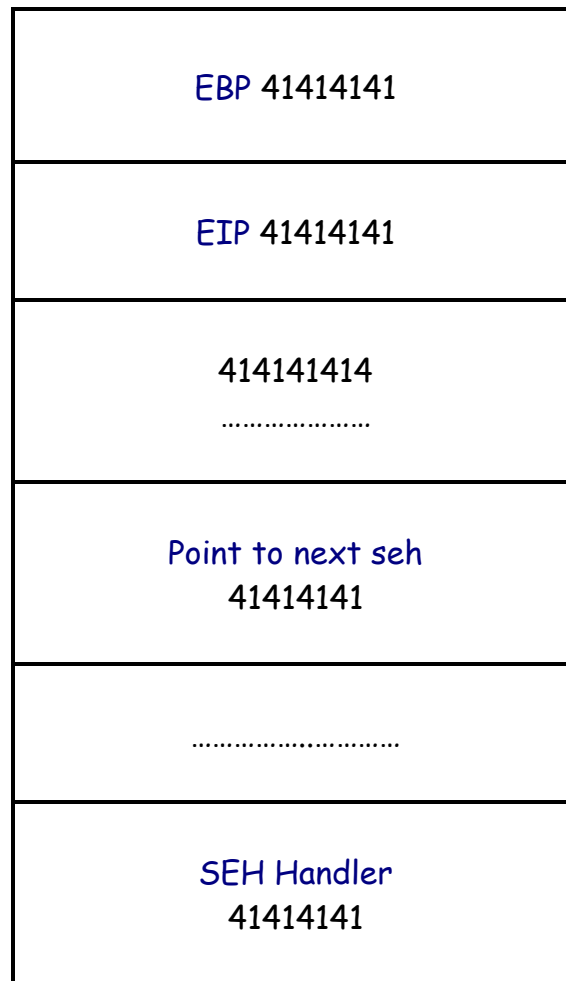 EBP 41414141
EIP 41414141
414141414
…………………
Point to next seh
41414141
……………..…………
SEH Handler
41414141